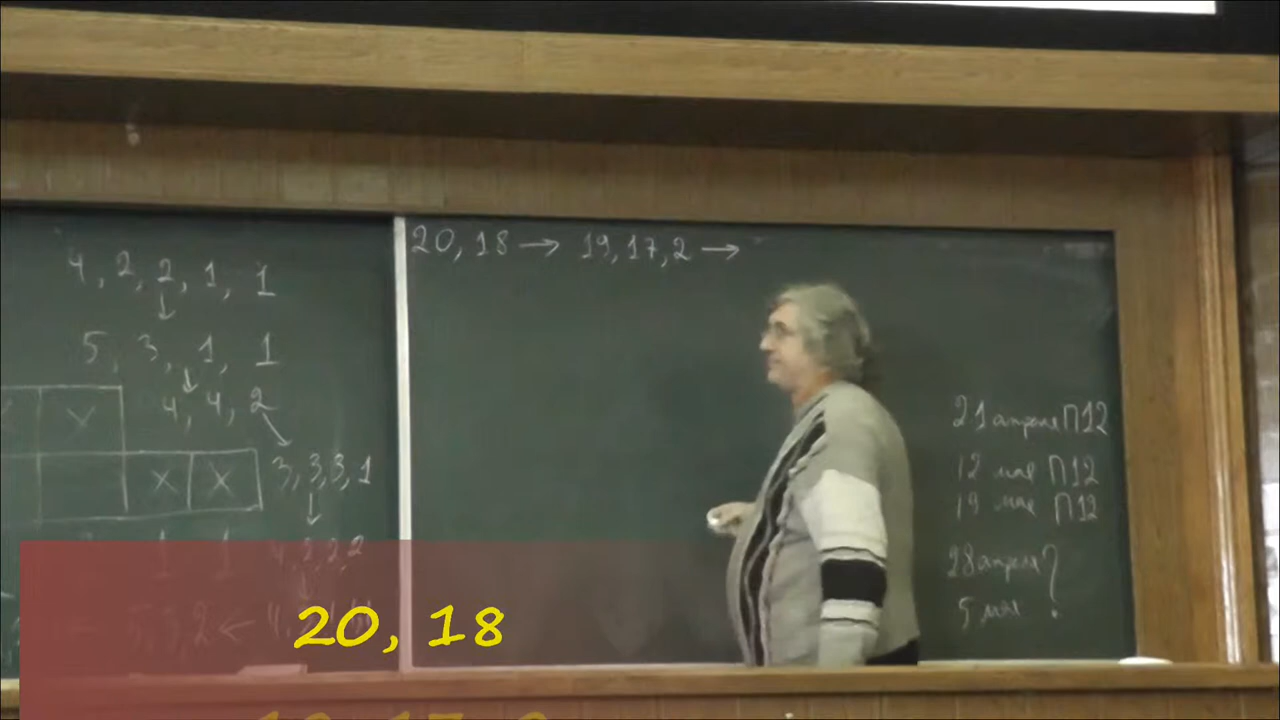 4, 2, 2, 1, 1
5, 3, 1, 1
4, 4, 2
3, 3, 3, 1
20, 18 → 19, 17, 2 →
21 апреля П12
12 мая П12
19 мая П12
28 апреля ?
5 мая
20, 18